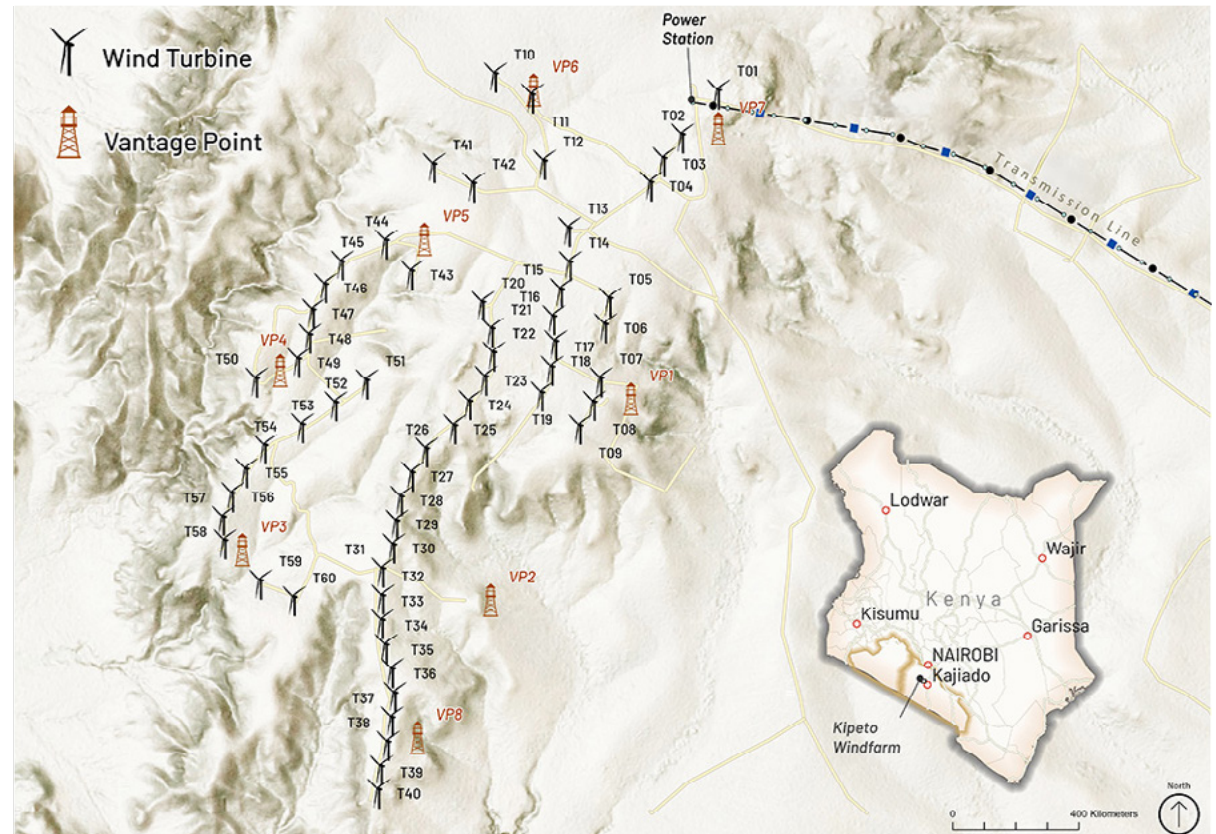 Wind Turbine
Vantage Point
Power
Station
T01
VP7
T02
T03
T04
T10
VP6
T11
T12
T41
T42
T13
T14
T44
VP5
T45
T43
T46
T15
T20
T16
T05
T21
T06
T22
T47
T48
VP4
T49
T50
T51
T52
T17
T18
T07
VP1
T23
T19
T08
T24
T25
T09
T53
T54
T26
T55
T27
T57
T56
T28
T58
VP3
T29
T30
T59
T60
T31
T32
VP2
T33
T34
T35
T36
T37
T38
VP8
T39
T40
Transmission Line
Lodwar
Wajir
Kenya
Kisumu
Garissa
NAIROBI
Kajiado
Kipeto
Windfarm
North
0 400 Kilometers